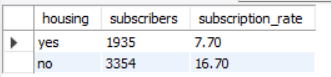 housing subscribers subscription_rate
yes 1935 7.70
no 3354 16.70